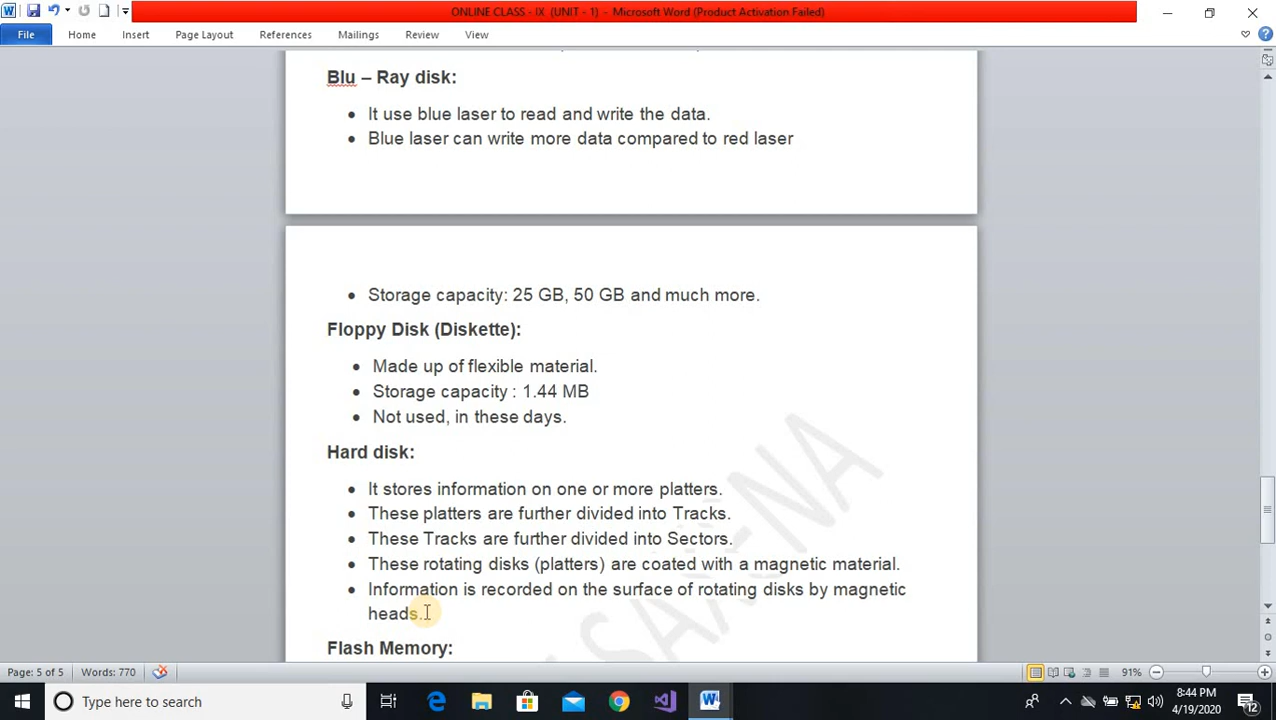 ONLINE CLASS - IX (UNIT - 1) - Microsoft Word (Product Activation Failed)
File Home Insert Page Layout References Mailings Review View
Blu – Ray disk:
• It use blue laser to read and write the data.
• Blue laser can write more data compared to red laser
• Storage capacity: 25 GB, 50 GB and much more.
Floppy Disk (Diskette):
• Made up of flexible material.
• Storage capacity : 1.44 MB
• Not used, in these days.
Hard disk:
• It stores information on one or more platters.
• These platters are further divided into Tracks.
• These Tracks are further divided into Sectors.
• These rotating disks (platters) are coated with a magnetic material.
• Information is recorded on the surface of rotating disks by magnetic
heads.
Flash Memory:
SAXENA
Page: 5 of 5 Words: 770 91%
Type here to search
8:44 PM
4/19/2020
12